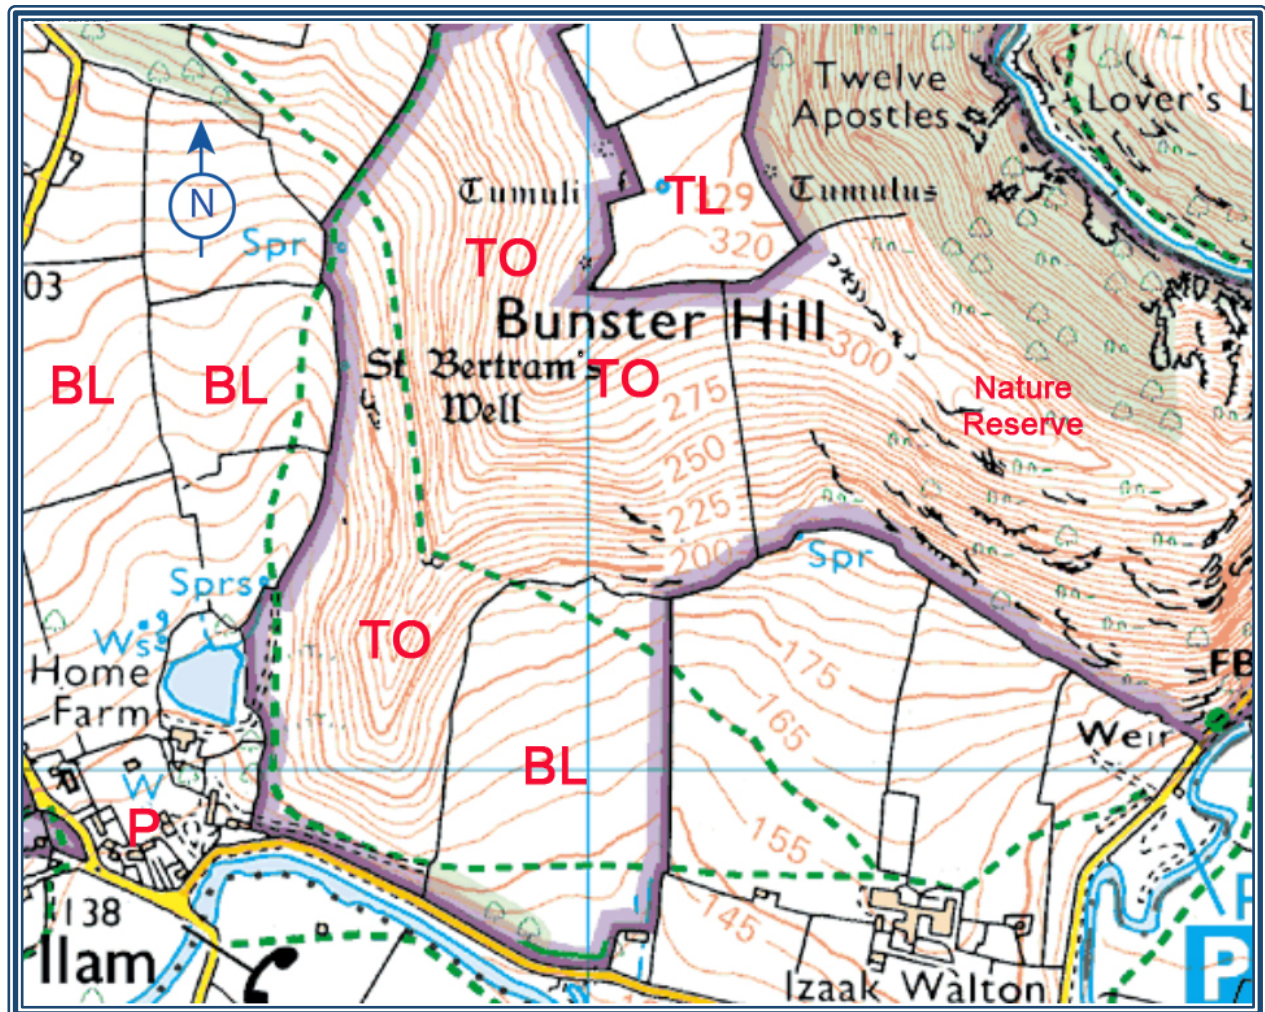 Twelve
Apostles
Lover's L
N
Tumuli
TL
329
Tumulus
Spr
TO
320
03
Bunster Hill
300
St Bertram's
Well
TO
BL
BL
275
Nature
Reserve
250
225
200
Spr
Sprs
Ws
TO
Home
Farm
175
FB
165
Weir
BL
W
P
155
138
145
Ilam
Izaak Walton
P
P